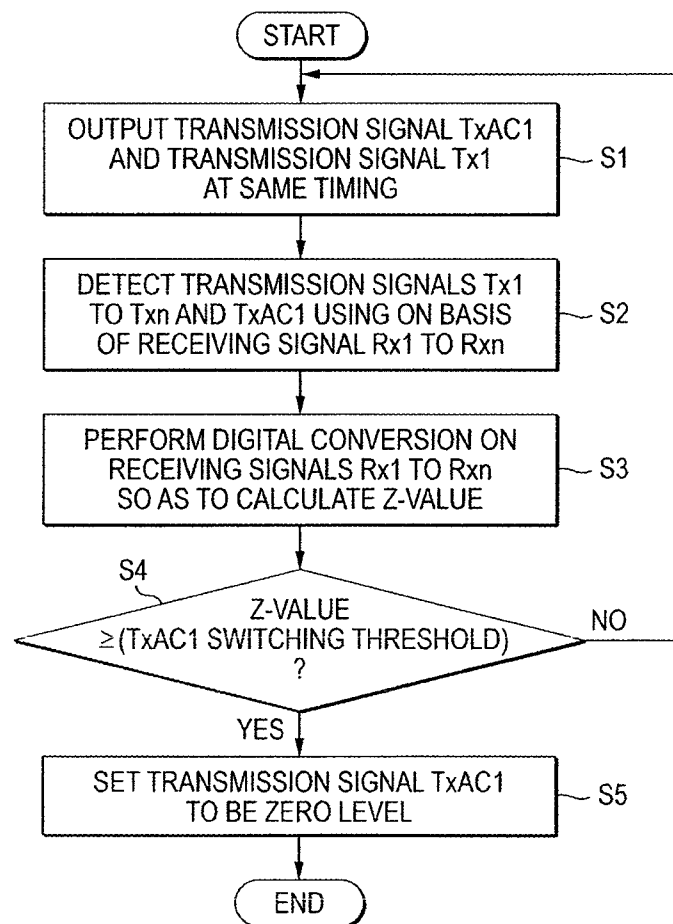 START
OUTPUT TRANSMISSION SIGNAL TxAC1
AND TRANSMISSION SIGNAL Tx1
AT SAME TIMING
S1
DETECT TRANSMISSION SIGNALS Tx1
TO Txn AND TxAC1 USING ON BASIS
OF RECEIVING SIGNAL Rx1 TO Rxn
S2
PERFORM DIGITAL CONVERSION ON
RECEIVING SIGNALS Rx1 TO Rxn
SO AS TO CALCULATE Z-VALUE
S3
S4
Z-VALUE
≥(TxAC1 SWITCHING THRESHOLD)
?
NO
YES
SET TRANSMISSION SIGNAL TxAC1
TO BE ZERO LEVEL
S5
END